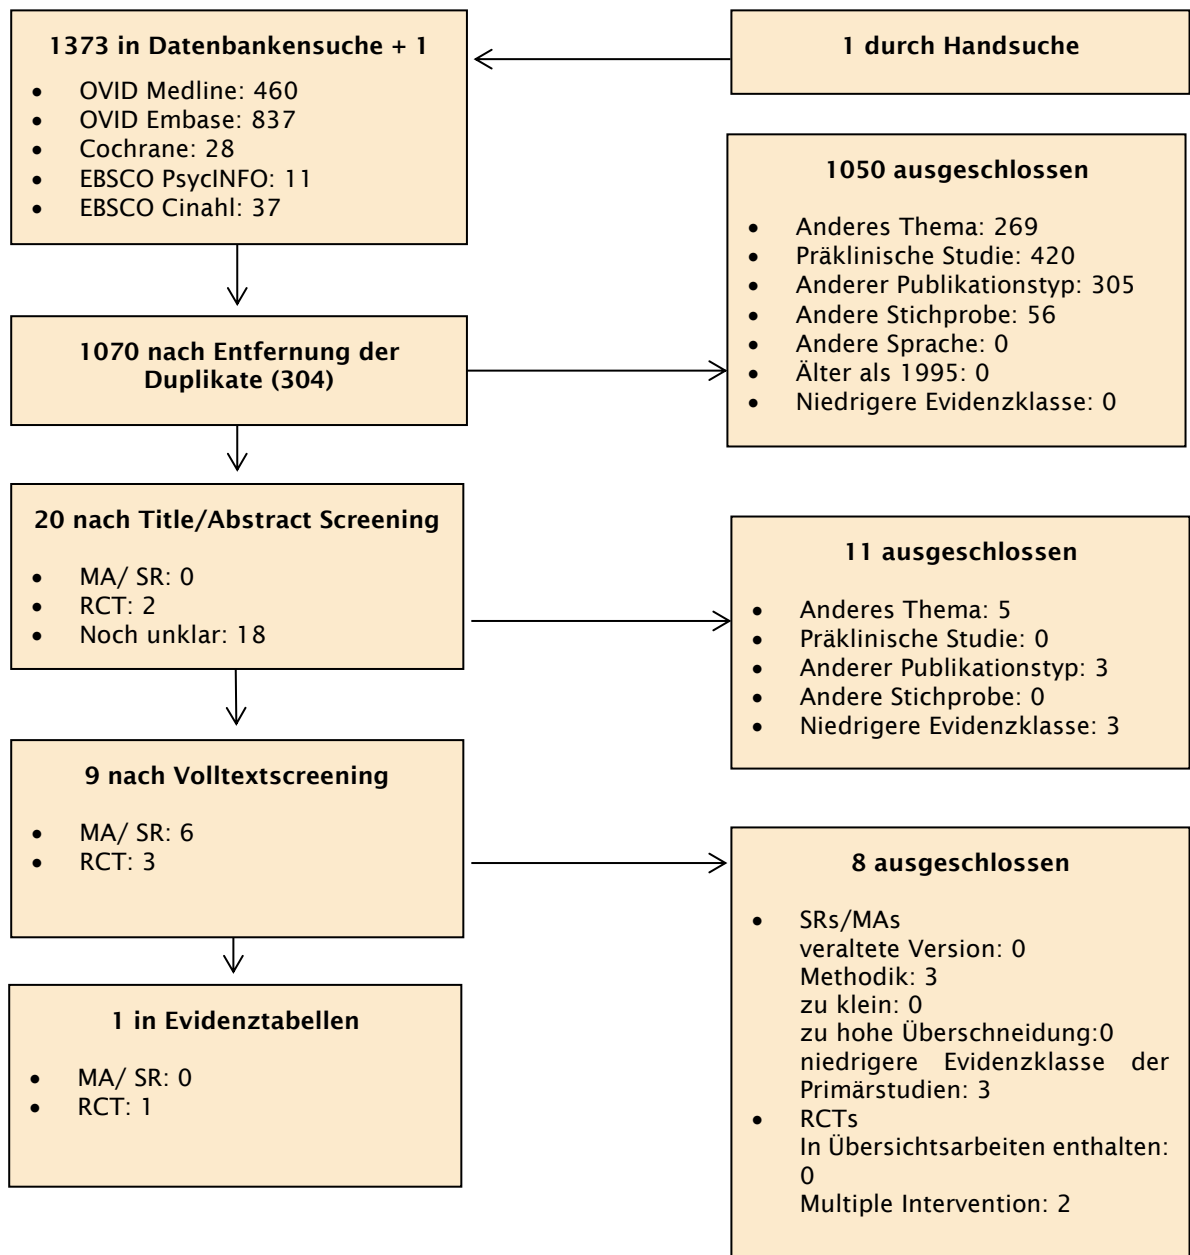 1373 in Datenbankensuche + 1
• OVID Medline: 460
• OVID Embase: 837
• Cochrane: 28
• EBSCO PsycINFO: 11
• EBSCO Cinahl: 37
1 durch Handsuche
1070 nach Entfernung der
Duplikate (304)
1050 ausgeschlossen
• Anderes Thema: 269
• Präklinische Studie: 420
• Anderer Publikationstyp: 305
• Andere Stichprobe: 56
• Andere Sprache: 0
• Älter als 1995: 0
• Niedrigere Evidenzklasse: 0
20 nach Title/Abstract Screening
• MA/ SR: 0
• RCT: 2
• Noch unklar: 18
11 ausgeschlossen
• Anderes Thema: 5
• Präklinische Studie: 0
• Anderer Publikationstyp: 3
• Andere Stichprobe: 0
• Niedrigere Evidenzklasse: 3
9 nach Volltextscreening
• MA/ SR: 6
• RCT: 3
8 ausgeschlossen
• SRs/MAs
veraltete Version: 0
Methodik: 3
zu klein: 0
zu hohe Überschneidung:0
niedrigere Evidenzklasse der
Primärstudien: 3
• RCTs
In Übersichtsarbeiten enthalten:
0
Multiple Intervention: 2
1 in Evidenztabellen
• MA/ SR: 0
• RCT: 1